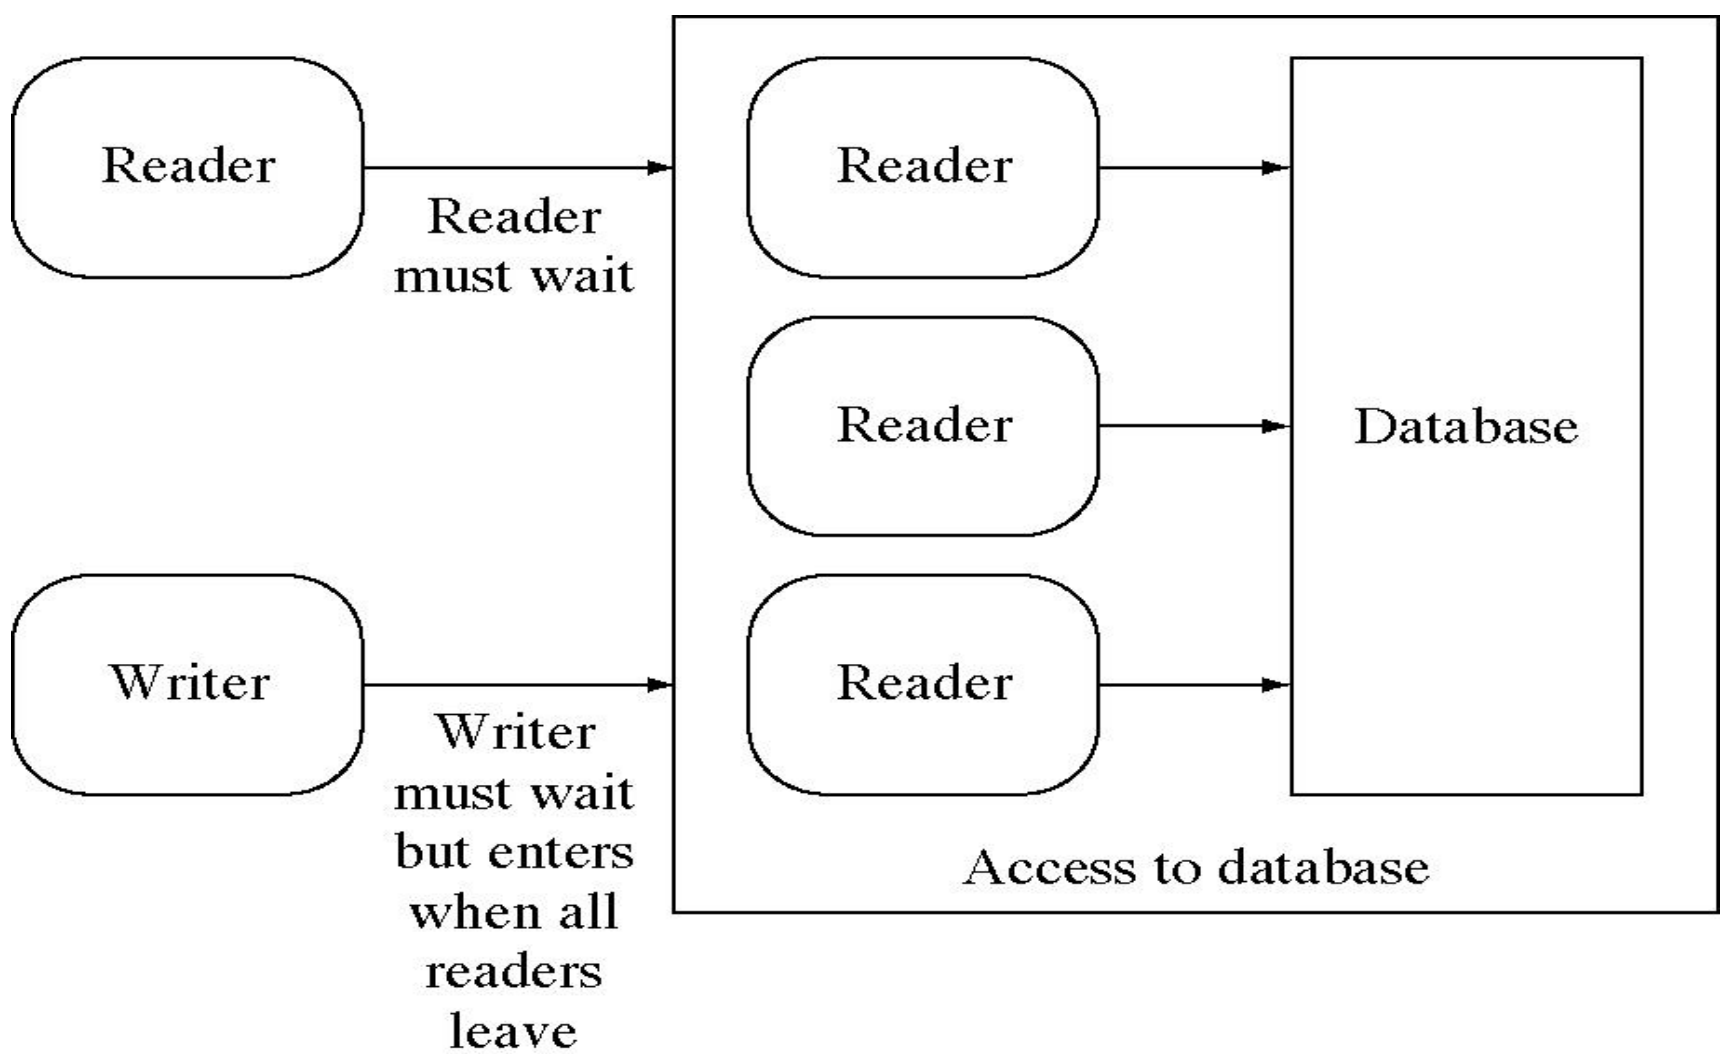 Reader
Reader
must wait
Reader
Reader
Database
Writer
Writer
must wait
but enters
when all
readers
leave
Reader
Access to database